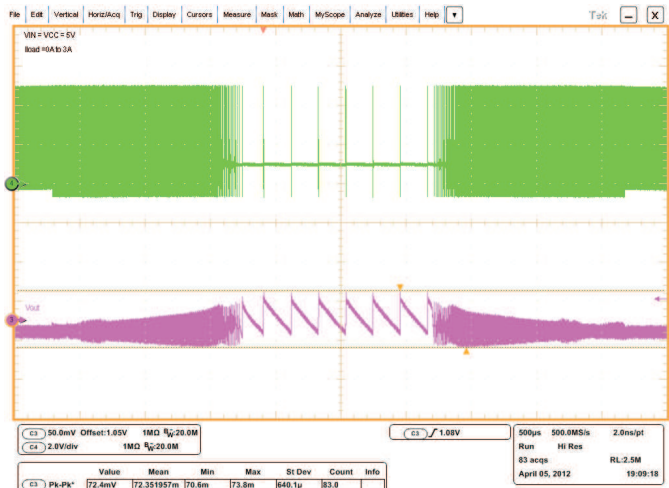 File Edit Vertical Horiz/Acq Trig Display Cursors Measure Mask Math MyScope Analyze Utilities Help Tek
VIN = VCC = 5V
Iload =0A to 3A
4
Vout
3
C3 50.0mV Offset:1.05V 1MΩ BW:20.0M
C4 2.0V/div 1MΩ BW:20.0M
C3 1.08V
500µs 500.0MS/s 2.0ns/pt
Run Hi Res
83 acqs RL:2.5M
April 05, 2012 19:09:18
Value Mean Min Max St Dev Count Info
C3 Pk-Pk* 72.4mV 72.351957m 70.6m 73.8m 640.1µ 83.0